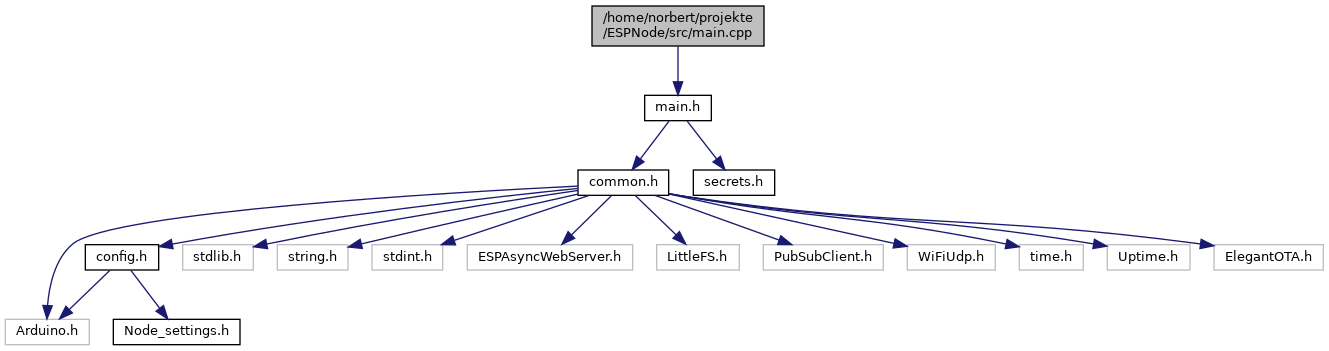 /home/norbert/projekte
/ESPNode/src/main.cpp
main.h
common.h
secrets.h
config.h
stdlib.h
string.h
stdint.h
ESPAsyncWebServer.h
LittleFS.h
PubSubClient.h
WiFiUdp.h
time.h
Uptime.h
ElegantOTA.h
Arduino.h
Node_settings.h